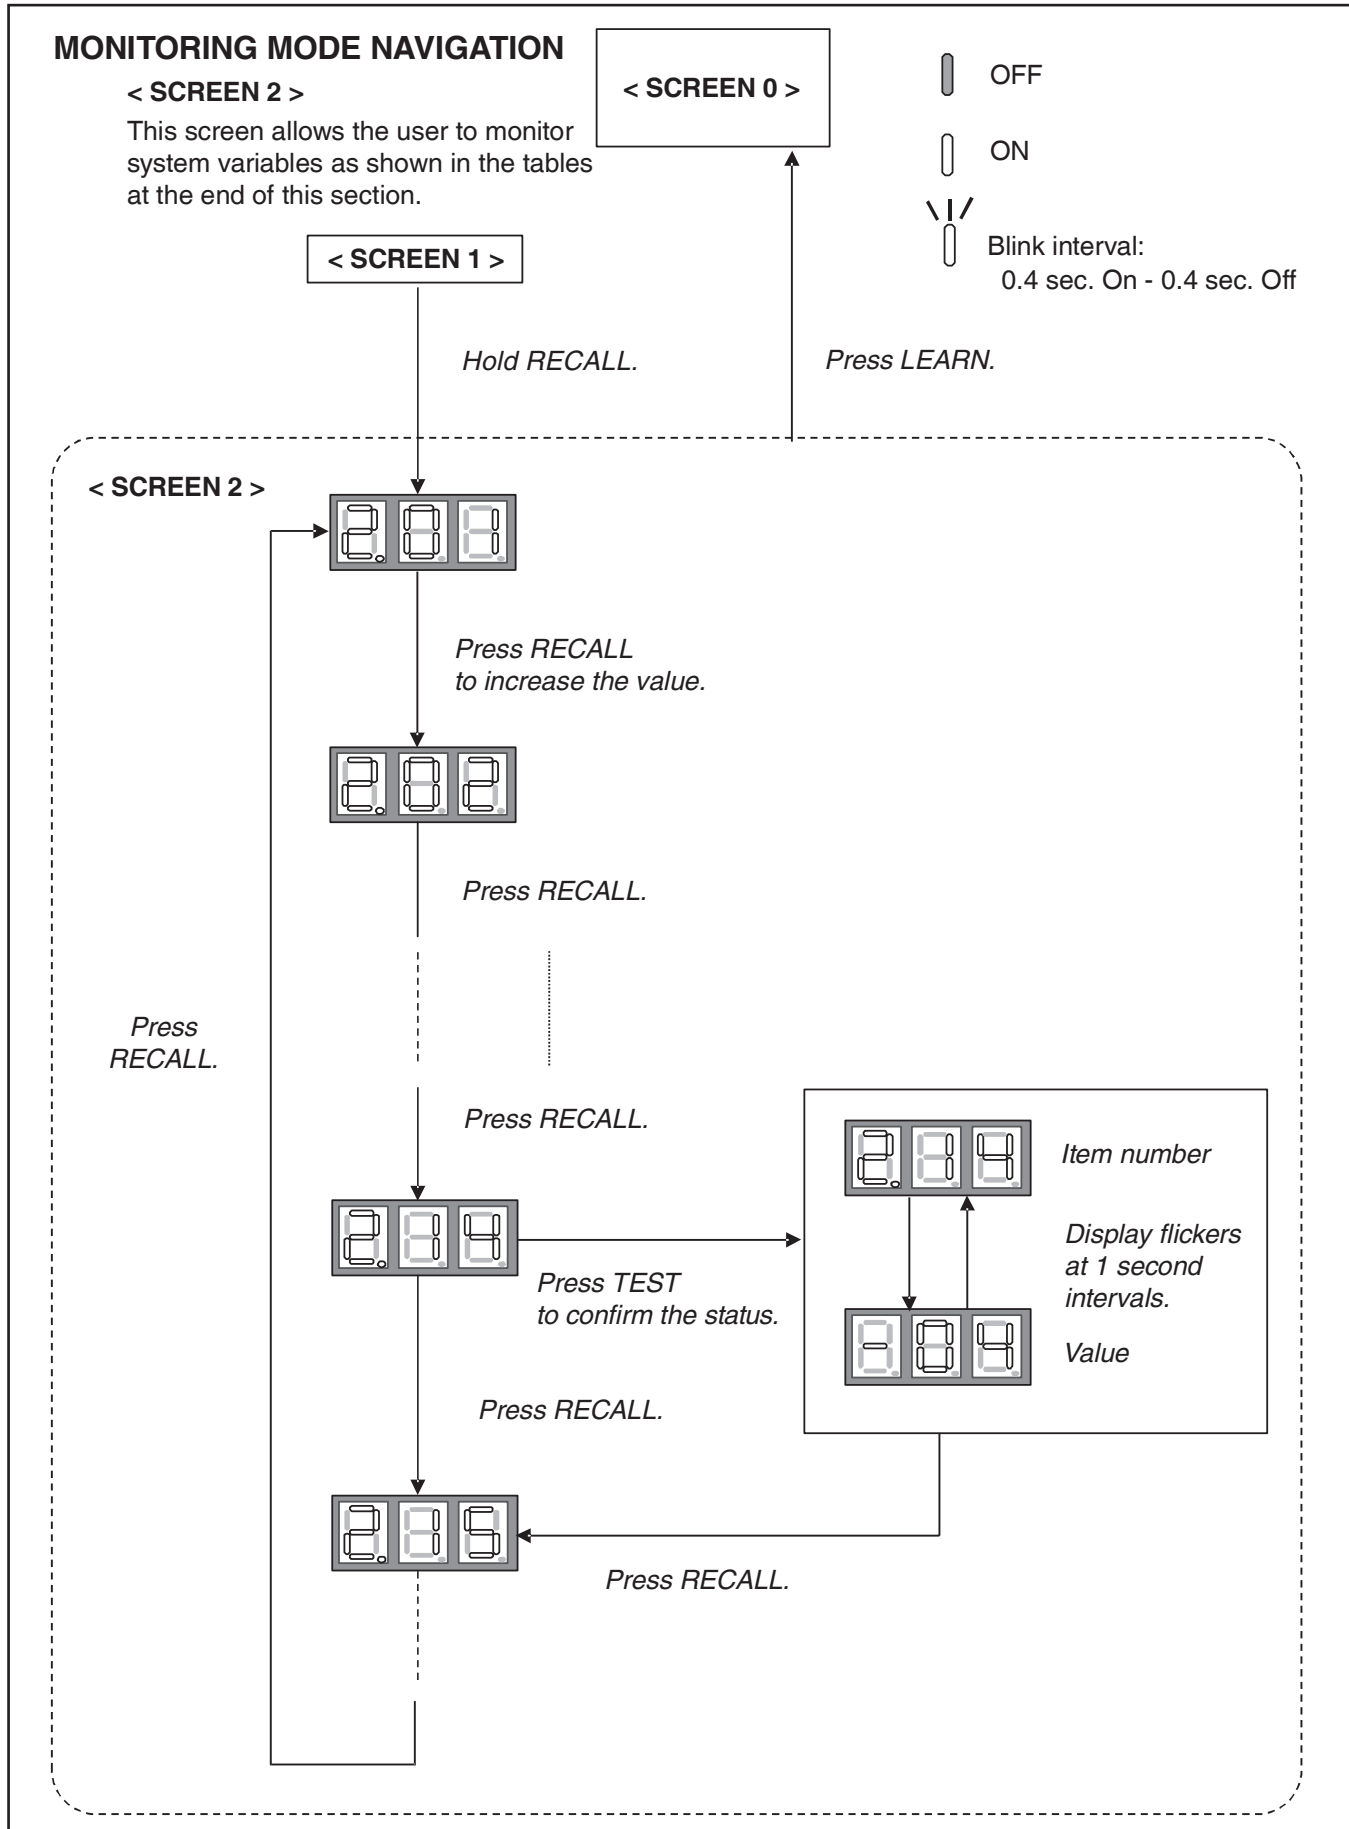 MONITORING MODE NAVIGATION
< SCREEN 2 >
This screen allows the user to monitor
system variables as shown in the tables
at the end of this section.
< SCREEN 0 >
OFF
ON
Blink interval:
0.4 sec. On - 0.4 sec. Off
< SCREEN 1 >
Hold RECALL.
Press LEARN.
< SCREEN 2 >
2.01
Press RECALL
to increase the value.
2.02
Press RECALL.
Press
RECALL.
Press RECALL.
2.14
Press TEST
to confirm the status.
2.14
Item number
Display flickers
at 1 second
intervals.
-04
Value
Press RECALL.
2.15
Press RECALL.